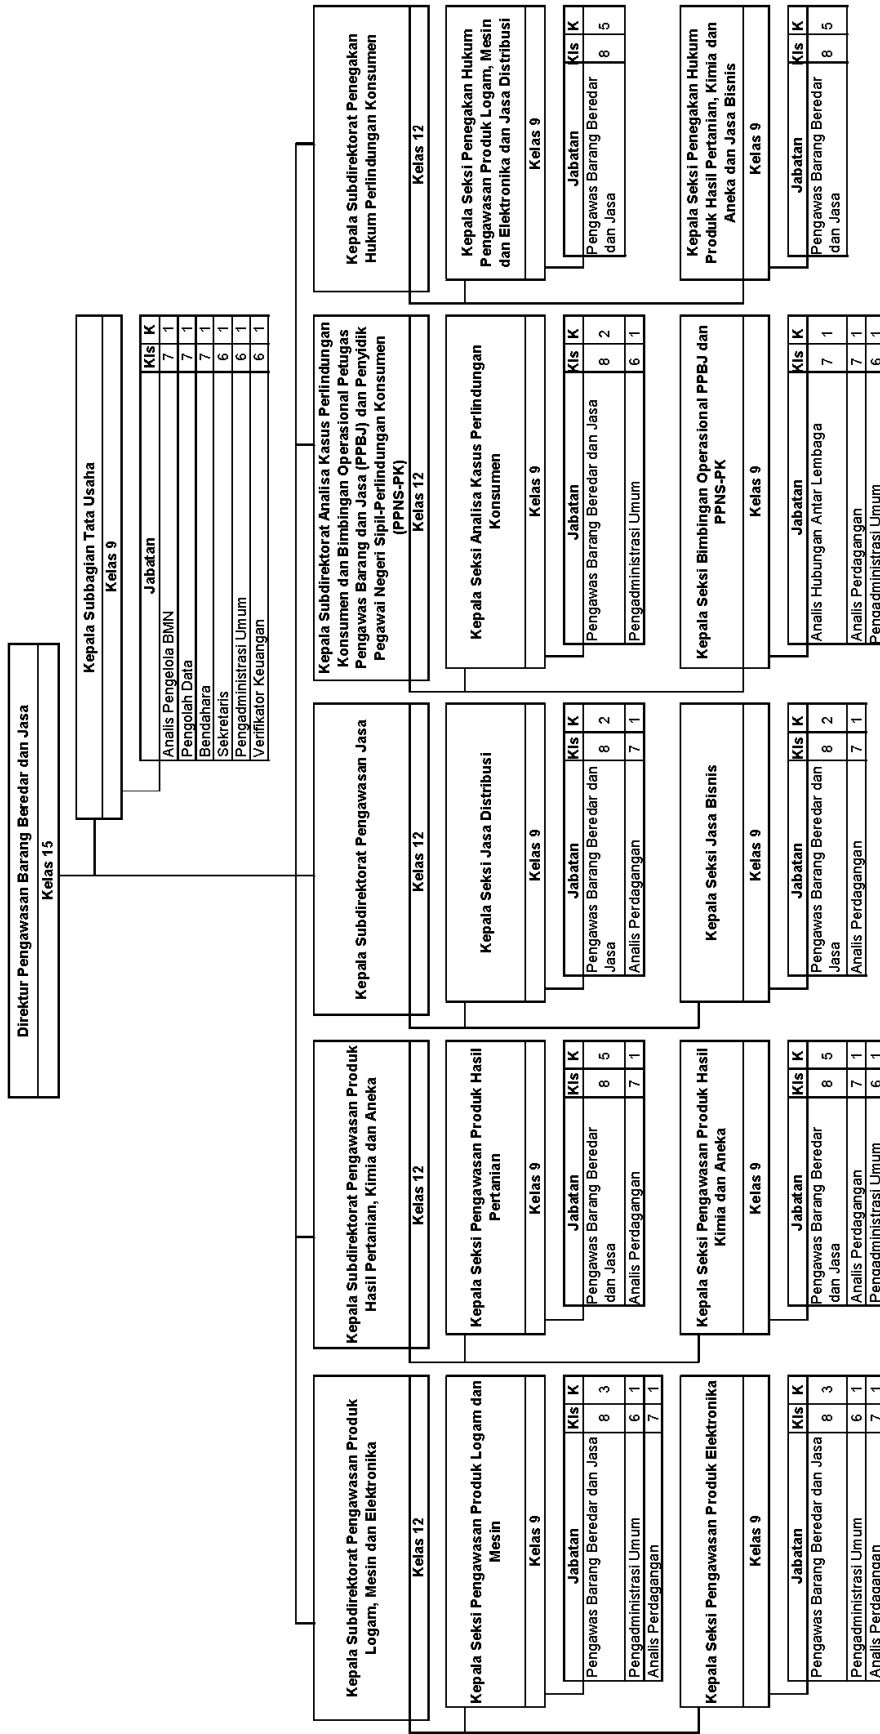 Direktur Pengawasan Barang Beredar dan Jasa
Kelas 15
Kepala Subbagian Tata Usaha
Kelas 9
Jabatan Kls K
Analis Pengelola BMN 7 1
Pengolah Data 7 1
Bendahara 7 1
Sekretaris 6 1
Pengadministrasi Umum 6 1
Verifikator Keuangan 6 1
Kepala Subdirektorat Pengawasan Produk
Logam, Mesin dan Elektronika
Kelas 12
Kepala Seksi Pengawasan Produk Logam dan
Mesin
Kelas 9
Jabatan Kls K
Pengawas Barang Beredar dan Jasa 8 3
Pengadministrasi Umum 6 1
Analis Perdagangan 7 1
Kepala Seksi Pengawasan Produk Elektronika
Kelas 9
Jabatan Kls K
Pengawas Barang Beredar dan Jasa 8 3
Pengadministrasi Umum 6 1
Analis Perdagangan 7 1
Kepala Subdirektorat Pengawasan Produk
Hasil Pertanian, Kimia dan Aneka
Kelas 12
Kepala Seksi Pengawasan Produk Hasil
Pertanian
Kelas 9
Jabatan Kls K
Pengawas Barang Beredar
dan Jasa 8 5
Analis Perdagangan 7 1
Kepala Seksi Pengawasan Produk Hasil
Kimia dan Aneka
Kelas 9
Jabatan Kls K
Pengawas Barang Beredar
dan Jasa 8 5
Analis Perdagangan 7 1
Pengadministrasi Umum 6 1
Kepala Subdirektorat Pengawasan Jasa
Kelas 12
Kepala Seksi Jasa Distribusi
Kelas 9
Jabatan Kls K
Pengawas Barang Beredar dan
Jasa 8 2
Analis Perdagangan 7 1
Kepala Seksi Jasa Bisnis
Kelas 9
Jabatan Kls K
Pengawas Barang Beredar dan
Jasa 8 2
Analis Perdagangan 7 1
Kepala Subdirektorat Analisa Kasus Perlindungan
Konsumen dan Bimbingan Operasional Petugas
Pengawas Barang dan Jasa (PPBJ) dan Penyidik
Pegawai Negeri Sipil-Perlindungan Konsumen
(PPNS-PK)
Kelas 12
Kepala Seksi Analisa Kasus Perlindungan
Konsumen
Kelas 9
Jabatan Kls K
Pengawas Barang Beredar dan Jasa 8 2
Pengadministrasi Umum 6 1
Kepala Seksi Bimbingan Operasional PPBJ dan
PPNS-PK
Kelas 9
Jabatan Kls K
Analis Hubungan Antar Lembaga 7 1
Analis Perdagangan 7 1
Pengadministrasi Umum 6 1
Kepala Subdirektorat Penegakan
Hukum Perlindungan Konsumen
Kelas 12
Kepala Seksi Penegakan Hukum
Pengawasan Produk Logam, Mesin
dan Elektronika dan Jasa Distribusi
Kelas 9
Jabatan Kls K
Pengawas Barang Beredar
dan Jasa 8 5
Kepala Seksi Penegakan Hukum
Produk Hasil Pertanian, Kimia dan
Aneka dan Jasa Bisnis
Kelas 9
Jabatan Kls K
Pengawas Barang Beredar
dan Jasa 8 5